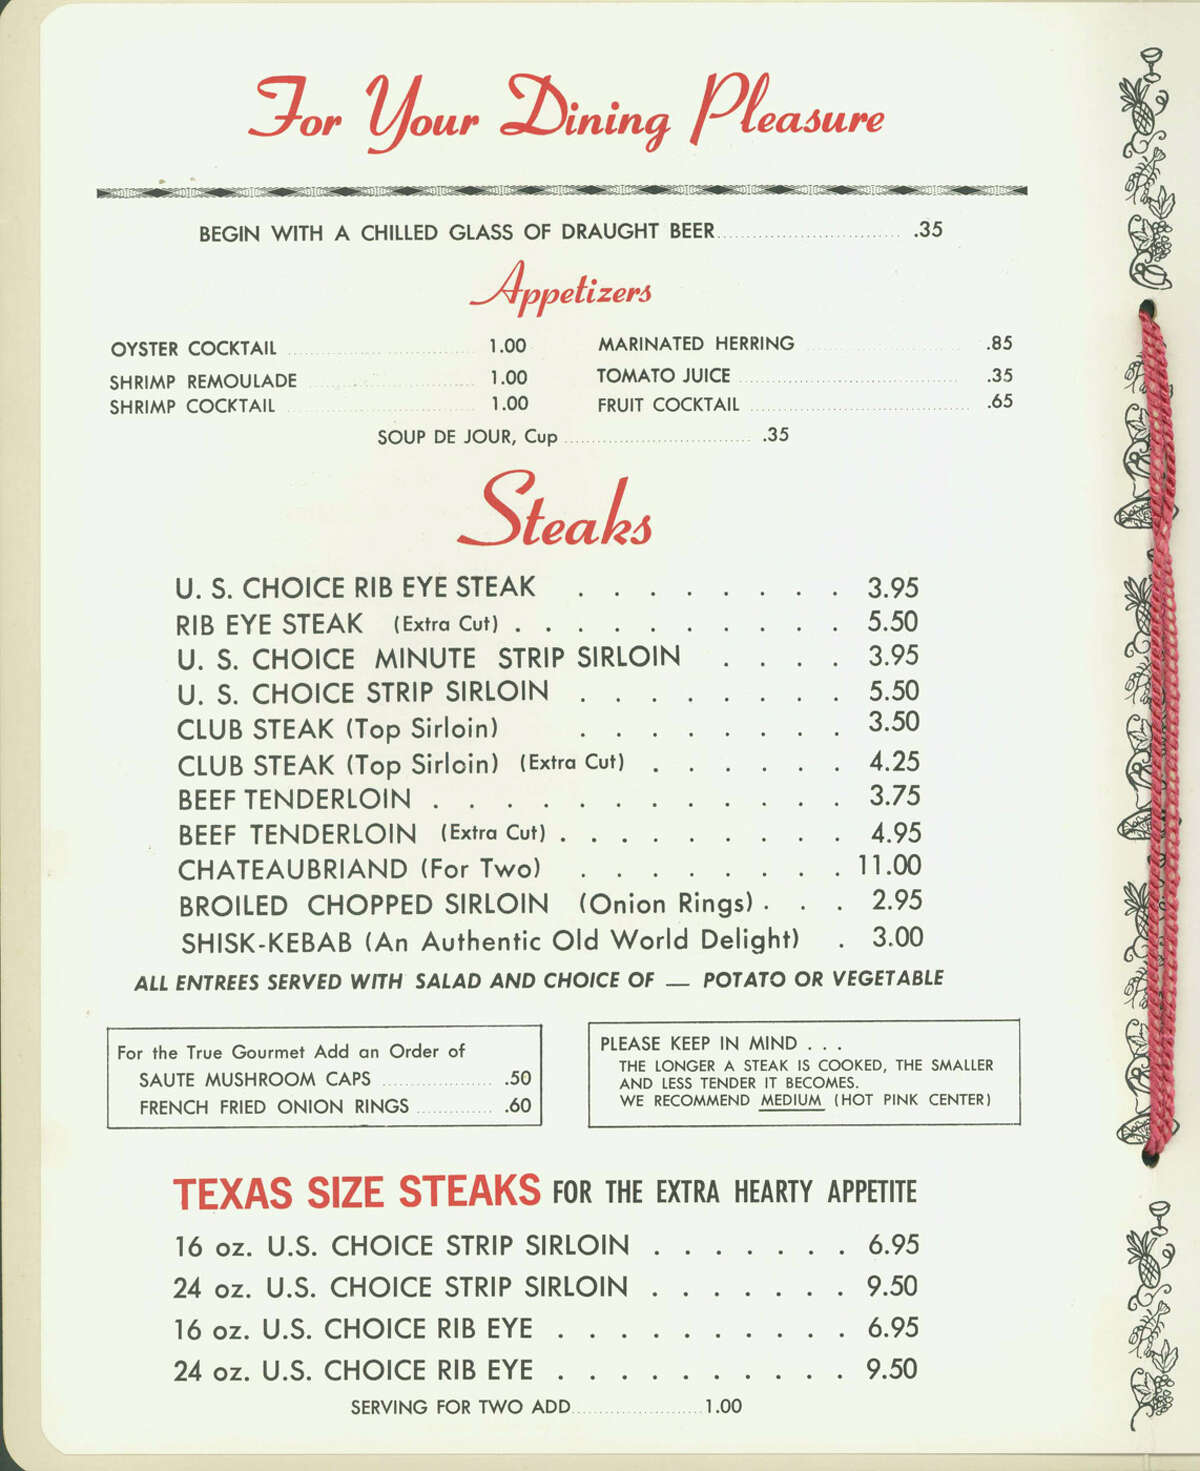 For Your Dining Pleasure
BEGIN WITH A CHILLED GLASS OF DRAUGHT BEER .35
Appetizers
OYSTER COCKTAIL 1.00
SHRIMP REMOULADE 1.00
SHRIMP COCKTAIL 1.00
MARINATED HERRING .85
TOMATO JUICE .35
FRUIT COCKTAIL .65
SOUP DE JOUR, Cup .35
Steaks
U. S. CHOICE RIB EYE STEAK 3.95
RIB EYE STEAK (Extra Cut) 5.50
U. S. CHOICE MINUTE STRIP SIRLOIN 3.95
U. S. CHOICE STRIP SIRLOIN 5.50
CLUB STEAK (Top Sirloin) 3.50
CLUB STEAK (Top Sirloin) (Extra Cut) 4.25
BEEF TENDERLOIN 3.75
BEEF TENDERLOIN (Extra Cut) 4.95
CHATEAUBRIAND (For Two) 11.00
BROILED CHOPPED SIRLOIN (Onion Rings) 2.95
SHISK-KEBAB (An Authentic Old World Delight) 3.00
ALL ENTREES SERVED WITH SALAD AND CHOICE OF — POTATO OR VEGETABLE
For the True Gourmet Add an Order of
SAUTE MUSHROOM CAPS .50
FRENCH FRIED ONION RINGS .60
PLEASE KEEP IN MIND . . .
THE LONGER A STEAK IS COOKED, THE SMALLER
AND LESS TENDER IT BECOMES.
WE RECOMMEND MEDIUM (HOT PINK CENTER)
TEXAS SIZE STEAKS FOR THE EXTRA HEARTY APPETITE
16 oz. U.S. CHOICE STRIP SIRLOIN 6.95
24 oz. U.S. CHOICE STRIP SIRLOIN 9.50
16 oz. U.S. CHOICE RIB EYE 6.95
24 oz. U.S. CHOICE RIB EYE 9.50
SERVING FOR TWO ADD 1.00